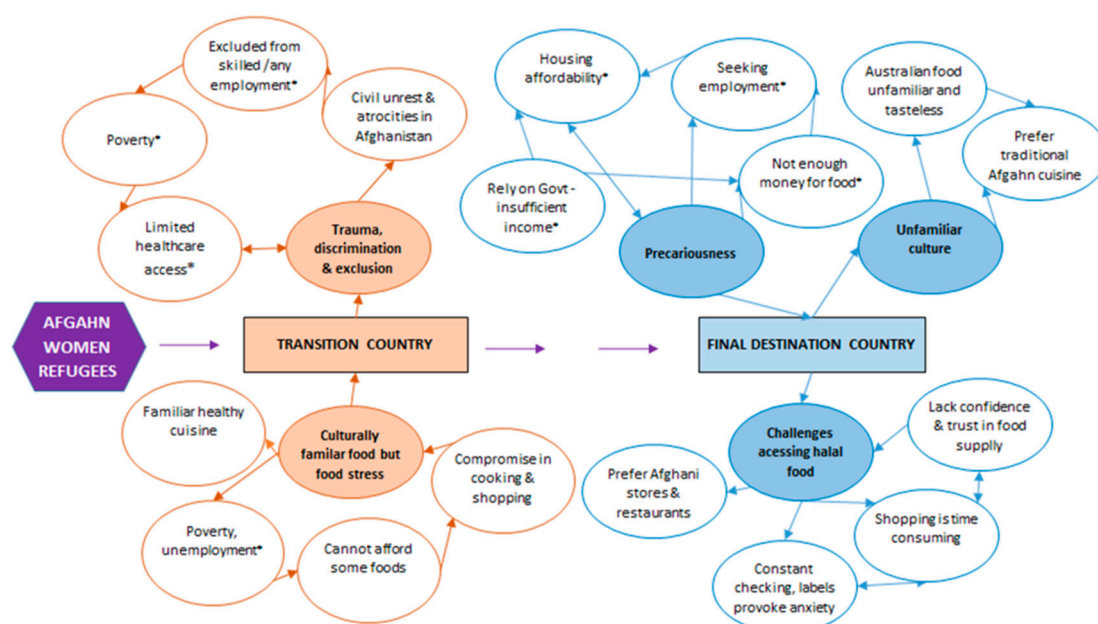 Excluded from
skilled /any
employment*
Civil unrest &
atrocities in
Afghanistan
Poverty*
Limited
healthcare
access*
Trauma,
discrimination
& exclusion
Housing
affordability*
Seeking
employment*
Rely on Govt -
insufficient
income*
Not enough
money for food*
Precariousness
Australian food
unfamiliar and
tasteless
Prefer
traditional
Afgahn cuisine
Unfamiliar
culture
AFGAHN
WOMEN
REFUGEES
TRANSITION COUNTRY
FINAL DESTINATION COUNTRY
Familiar healthy
cuisine
Culturally
familar food but
food stress
Compromise in
cooking &
shopping
Poverty,
unemployment*
Cannot afford
some foods
Challenges
acessing halal
food
Lack confidence
& trust in food
supplly
Prefer Afghani
stores &
restaurants
Shopping is time
consuming
Constant
checking, labels
provoke anxiety